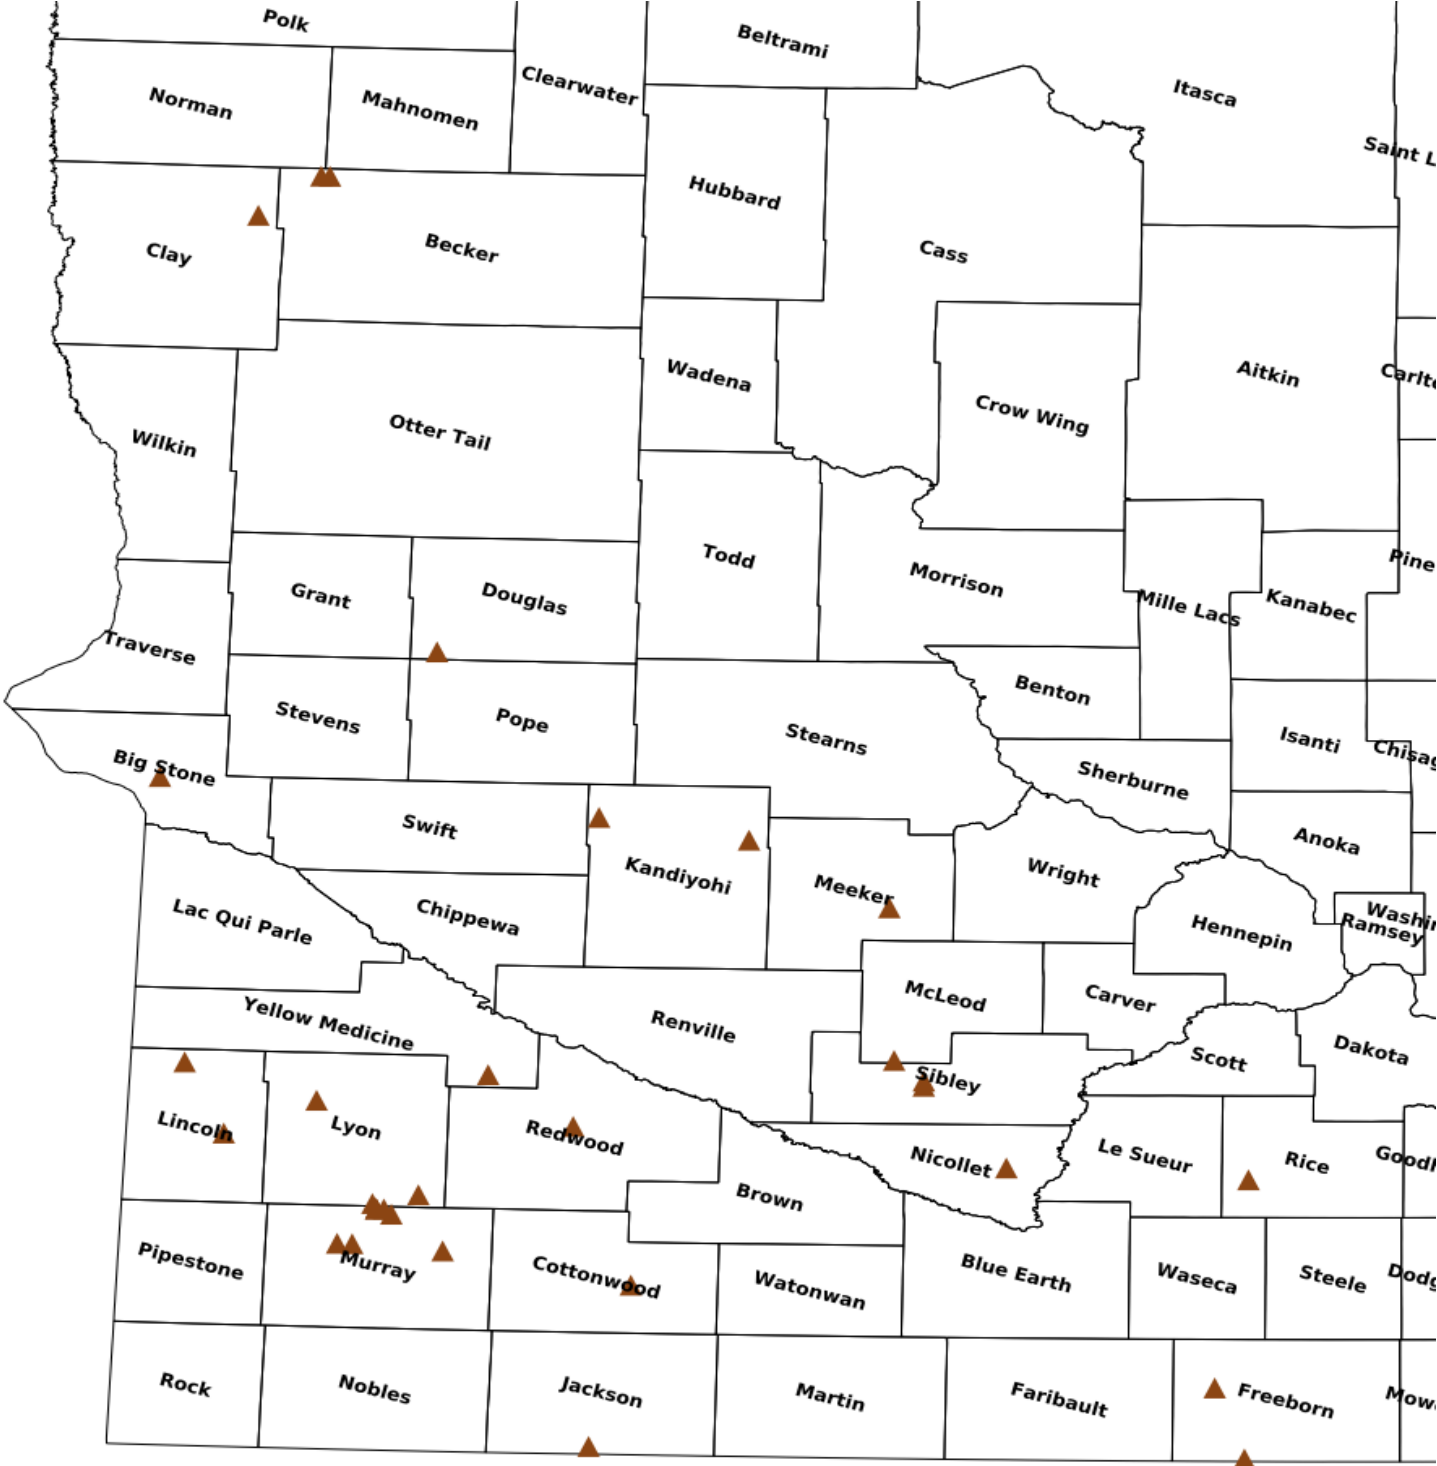 Polk
Beltrami
Clearwater
Itasca
Norman
Mahnomen
Saint L
Hubbard
Clay
Becker
Cass
Wadena
Aitkin
Carlto
Crow Wing
Otter Tail
Wilkin
Todd
Pine
Morrison
Grant
Douglas
Mille Lacs
Kanabec
Traverse
Benton
Stevens
Pope
Stearns
Isanti
Chisag
Big Stone
Sherburne
Swift
Anoka
Kandiyohi
Wright
Meeker
Lac Qui Parle
Chippewa
Washin
Ramsey
Hennepin
McLeod
Carver
Yellow Medicine
Renville
Dakota
Scott
Sibley
Lincoln
Lyon
Redwood
Nicollet
Le Sueur
Rice
Goodh
Brown
Pipestone
Murray
Cottonwood
Watonwan
Blue Earth
Waseca
Steele
Dodg
Rock
Nobles
Jackson
Martin
Faribault
Freeborn
Mowe